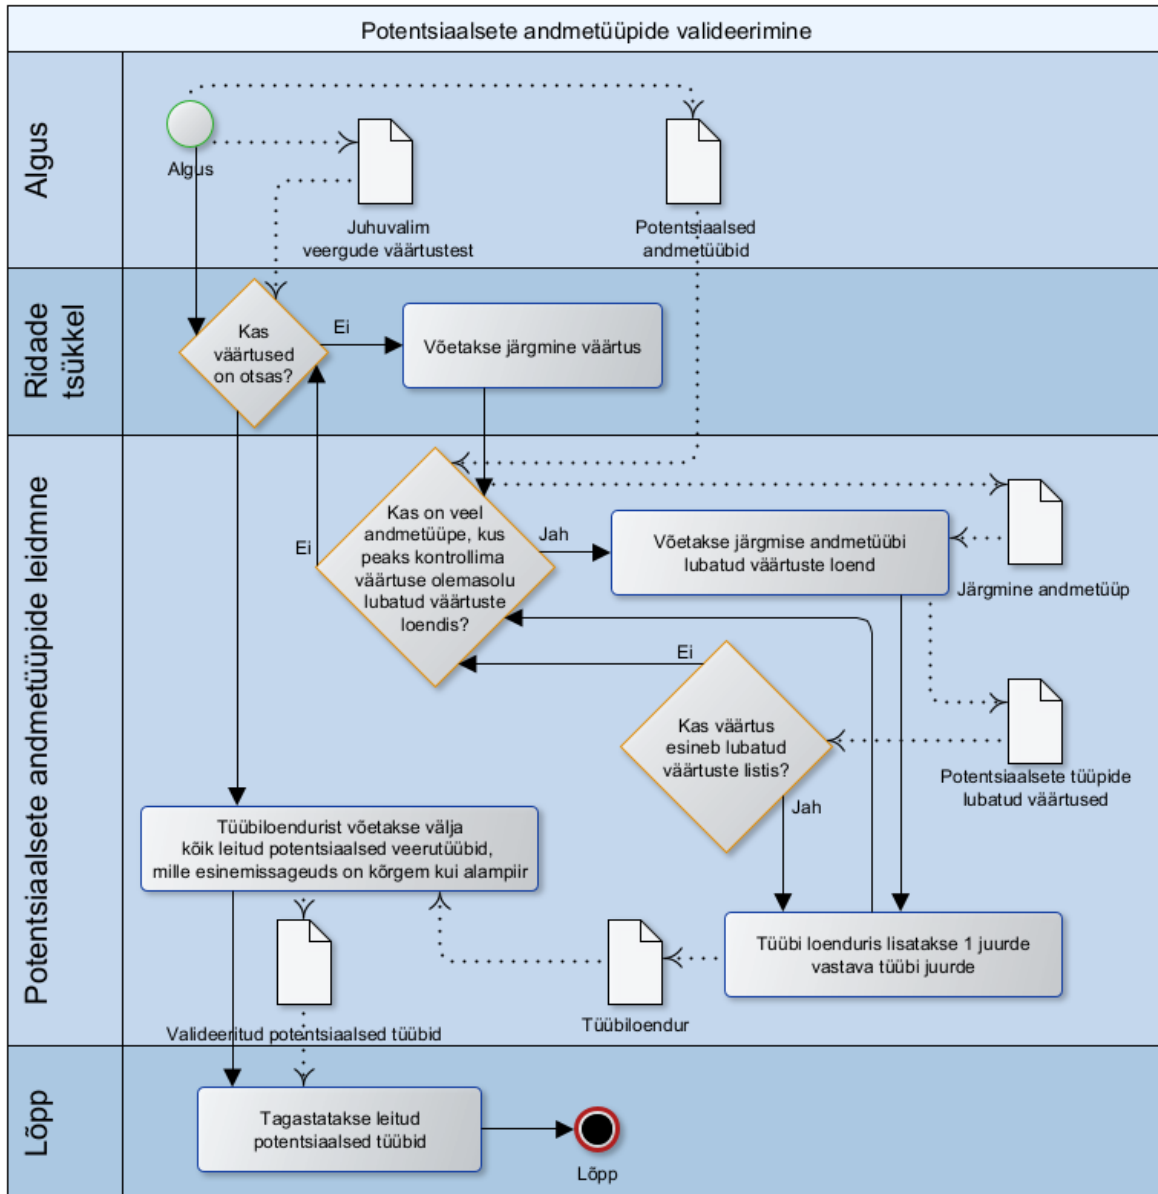 Potentsiaalsete andmetüüpide valideerimine
Algus
Algus
Juhuvalim
veergude väärtustest
Potentsiaalsed
andmetüübid
Ridade
tsükkel
Kas
väärtused
on otsas?
Ei
Võetakse järgmine väärtus
Potentsiaalsete andmetüüpide leidmne
Kas on veel
andmetüüpe, kus
peaks kontrollima
väärtuse olemasolu
lubatud väärtuste
loendis?
Ei
Jah
Võetakse järgmise andmetüübi
lubatud väärtuste loend
Järgmine andmetüüp
Ei
Kas väärtus
esineb lubatud
väärtuste listis?
Jah
Potentsiaalsete tüüpide
lubatud väärtused
Tüübiloendurist võetakse välja
kõik leitud potentsiaalsed veerutüübid,
mille esinemissageuds on kõrgem kui alampiir
Tüübi loenduris lisatakse 1 juurde
vastava tüübi juurde
Tüübiloendur
Valideeritud potentsiaalsed tüübid
Lõpp
Tagastatakse leitud
potentsiaalsed tüübid
Lõpp